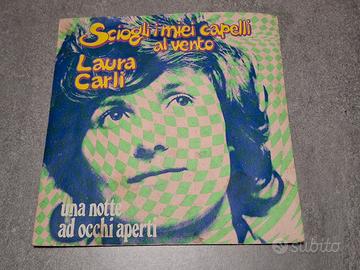 Sciogli i miei capelli
al vento
Laura
Carli
una notte
ad occhi aperti
subito